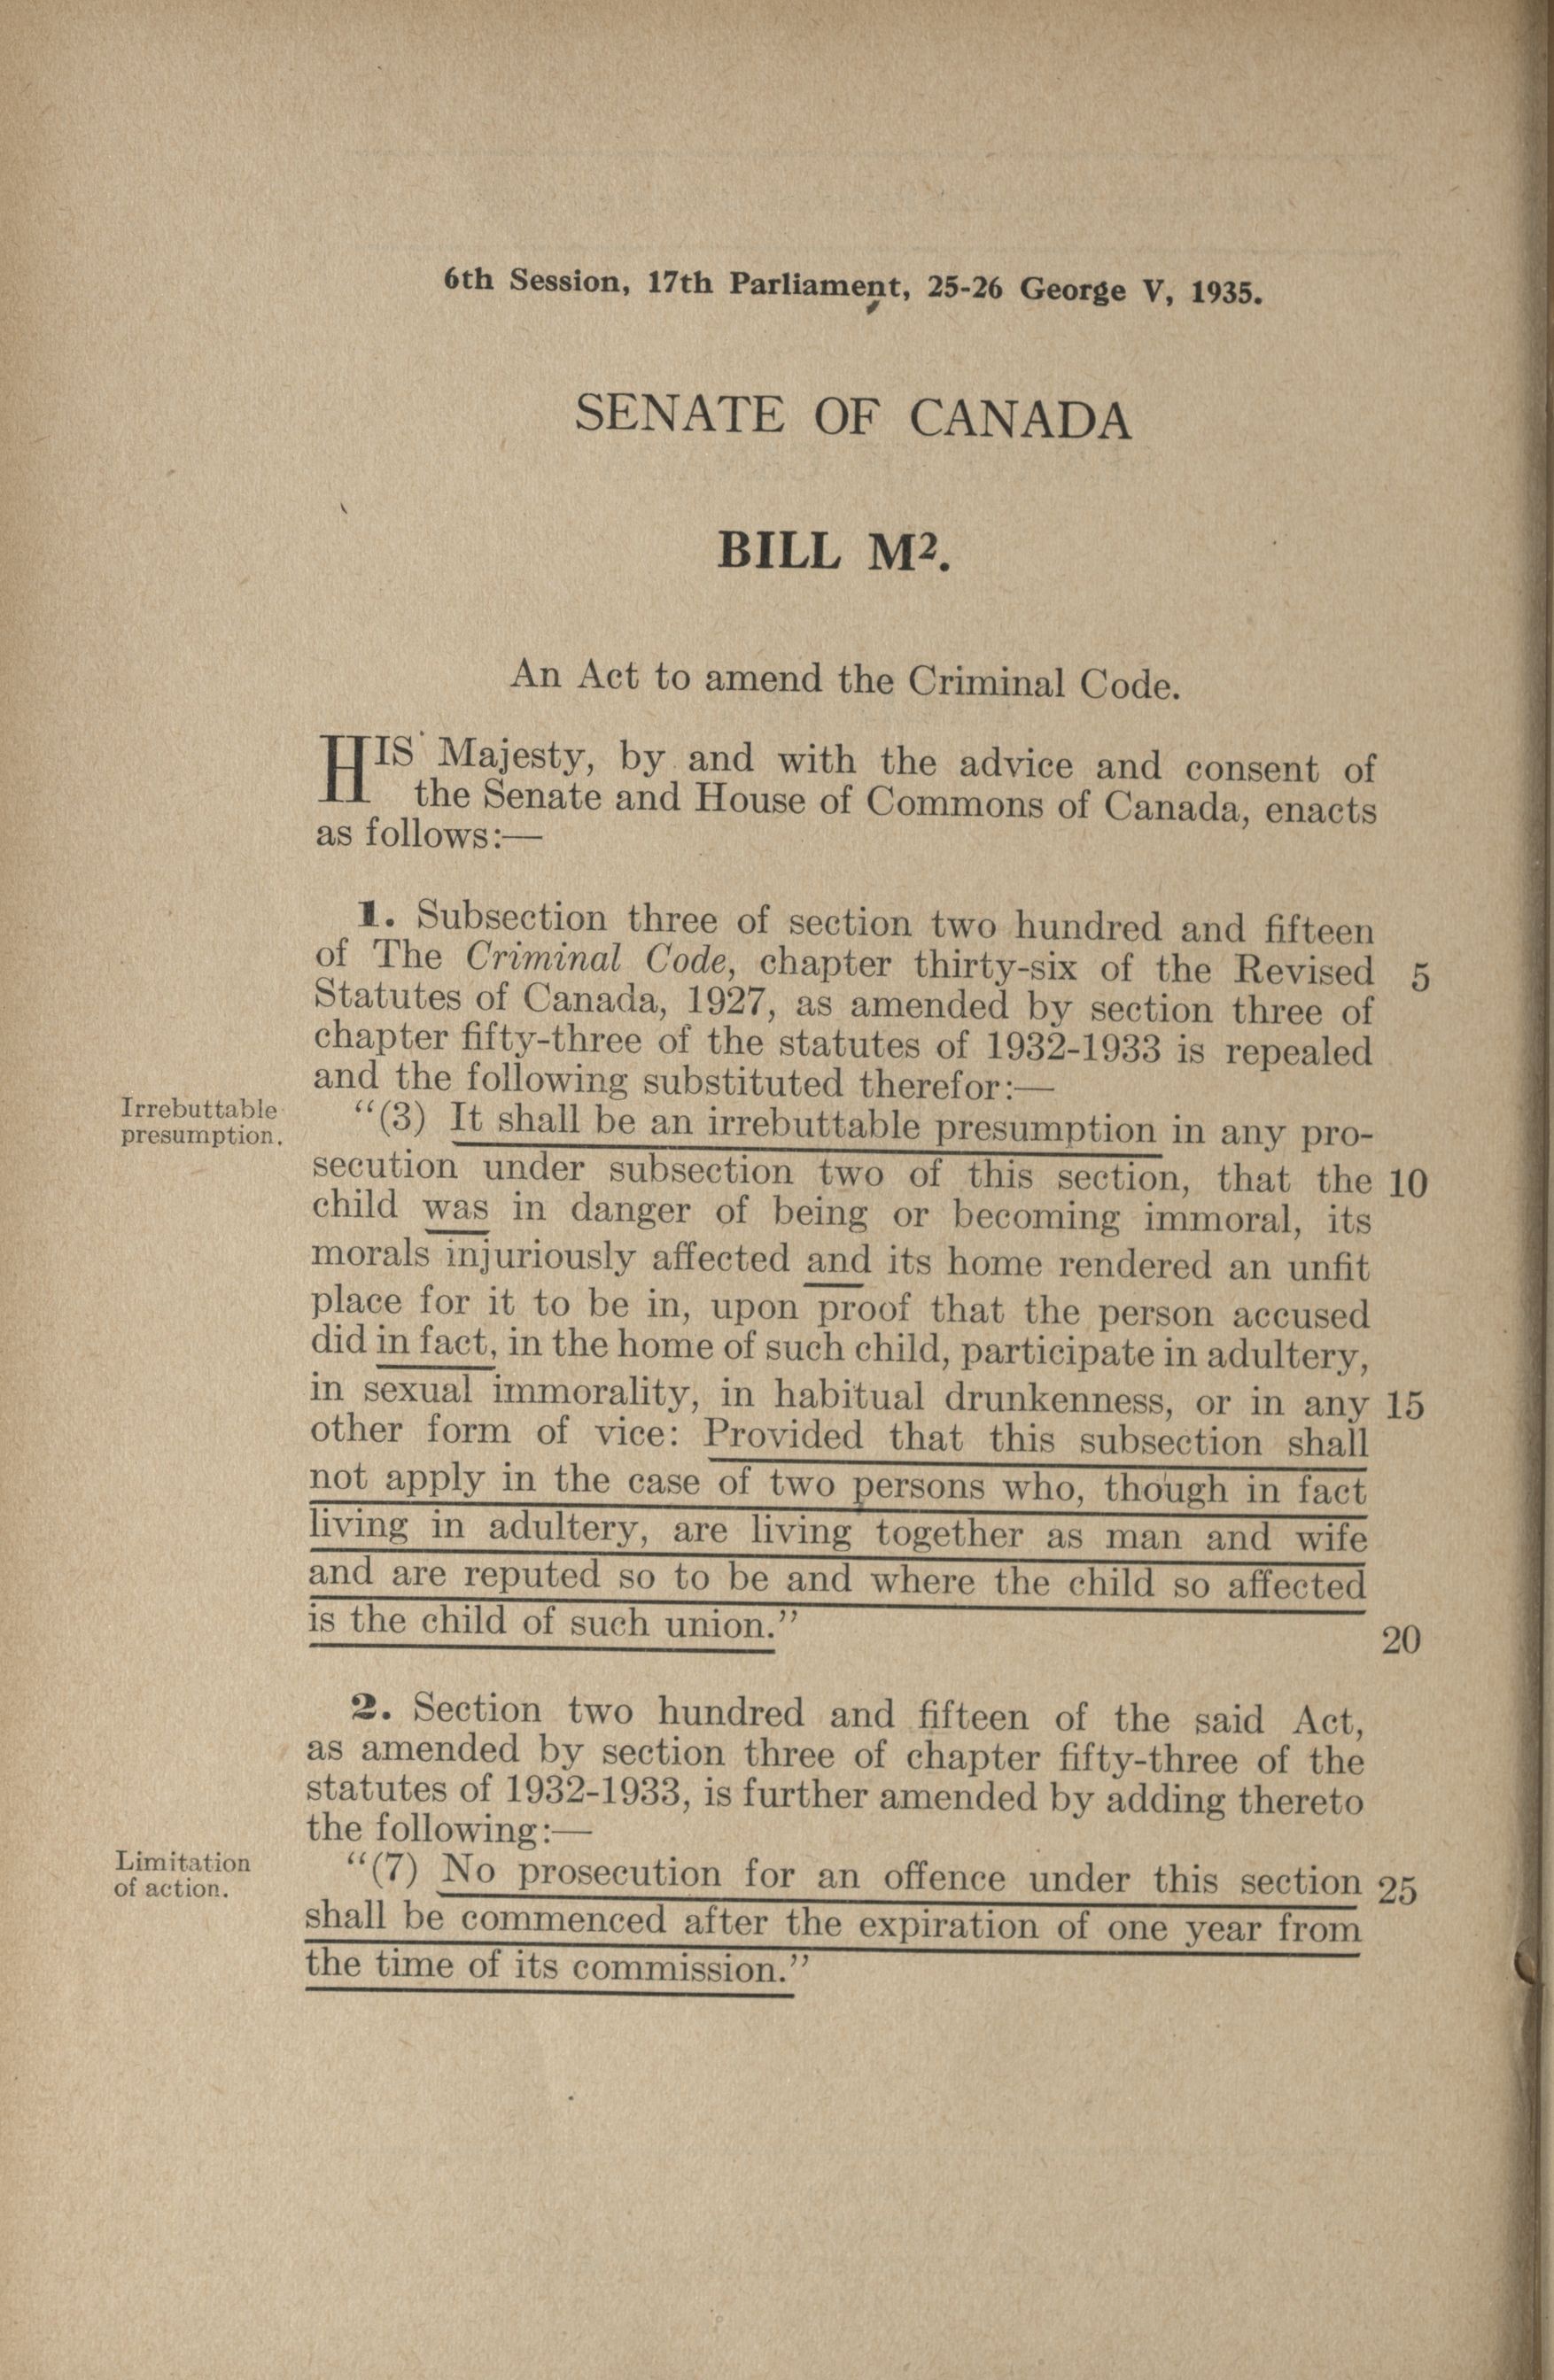 6th Session, 17th Parliament, 25-26 George V, 1935.
SENATE OF CANADA
BILL M².
An Act to amend the Criminal Code.
HIS Majesty, by and with the advice and consent of
the Senate and House of Commons of Canada, enacts
as follows:—
1. Subsection three of section two hundred and fifteen
of The Criminal Code, chapter thirty-six of the Revised 5
Statutes of Canada, 1927, as amended by section three of
chapter fifty-three of the statutes of 1932-1933 is repealed
and the following substituted therefor:—
Irrebuttable
presumption.
“(3) It shall be an irrebuttable presumption in any pro-
secution under subsection two of this section, that the 10
child was in danger of being or becoming immoral, its
morals injuriously affected and its home rendered an unfit
place for it to be in, upon proof that the person accused
did in fact, in the home of such child, participate in adultery,
in sexual immorality, in habitual drunkenness, or in any 15
other form of vice: Provided that this subsection shall
not apply in the case of two persons who, though in fact
living in adultery, are living together as man and wife
and are reputed so to be and where the child so affected
is the child of such union.”
20
2. Section two hundred and fifteen of the said Act,
as amended by section three of chapter fifty-three of the
statutes of 1932-1933, is further amended by adding thereto
the following:—
Limitation
of action.
“(7) No prosecution for an offence under this section 25
shall be commenced after the expiration of one year from
the time of its commission.”